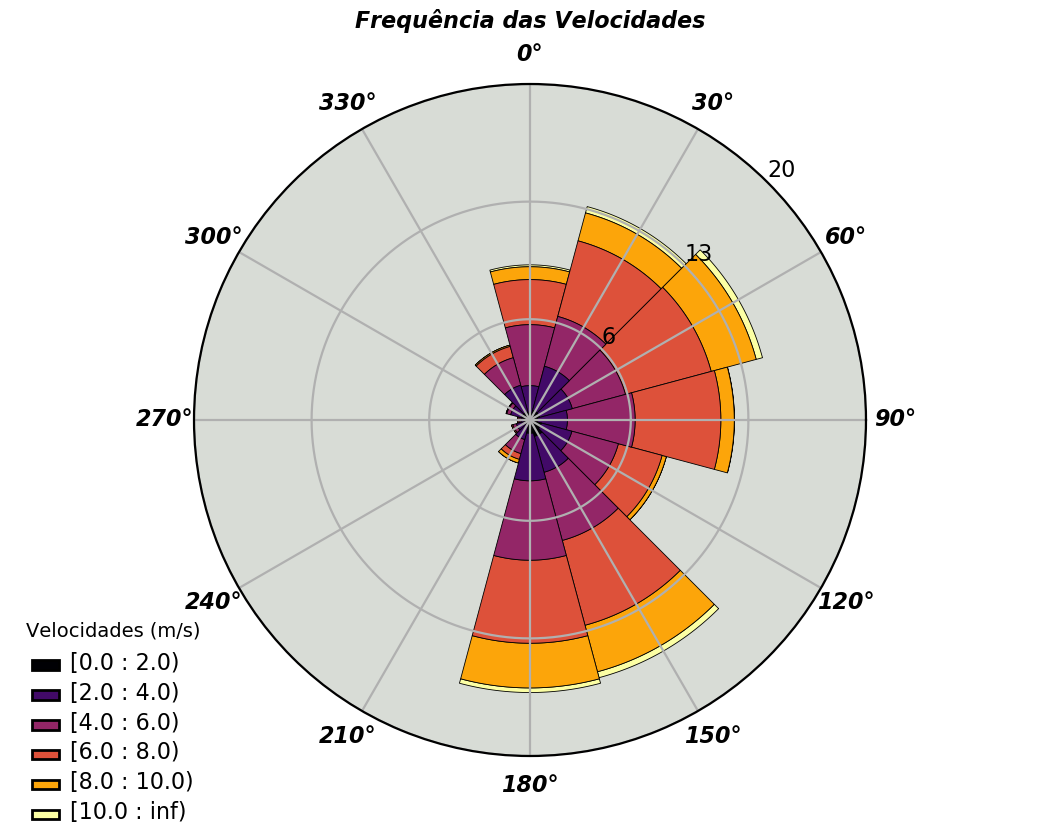 Frequência das Velocidades
0°
330°
30°
20
300°
60°
13
6
270°
90°
240°
120°
210°
150°
180°
Velocidades (m/s)
[0.0 : 2.0)
[2.0 : 4.0)
[4.0 : 6.0)
[6.0 : 8.0)
[8.0 : 10.0)
[10.0 : inf)